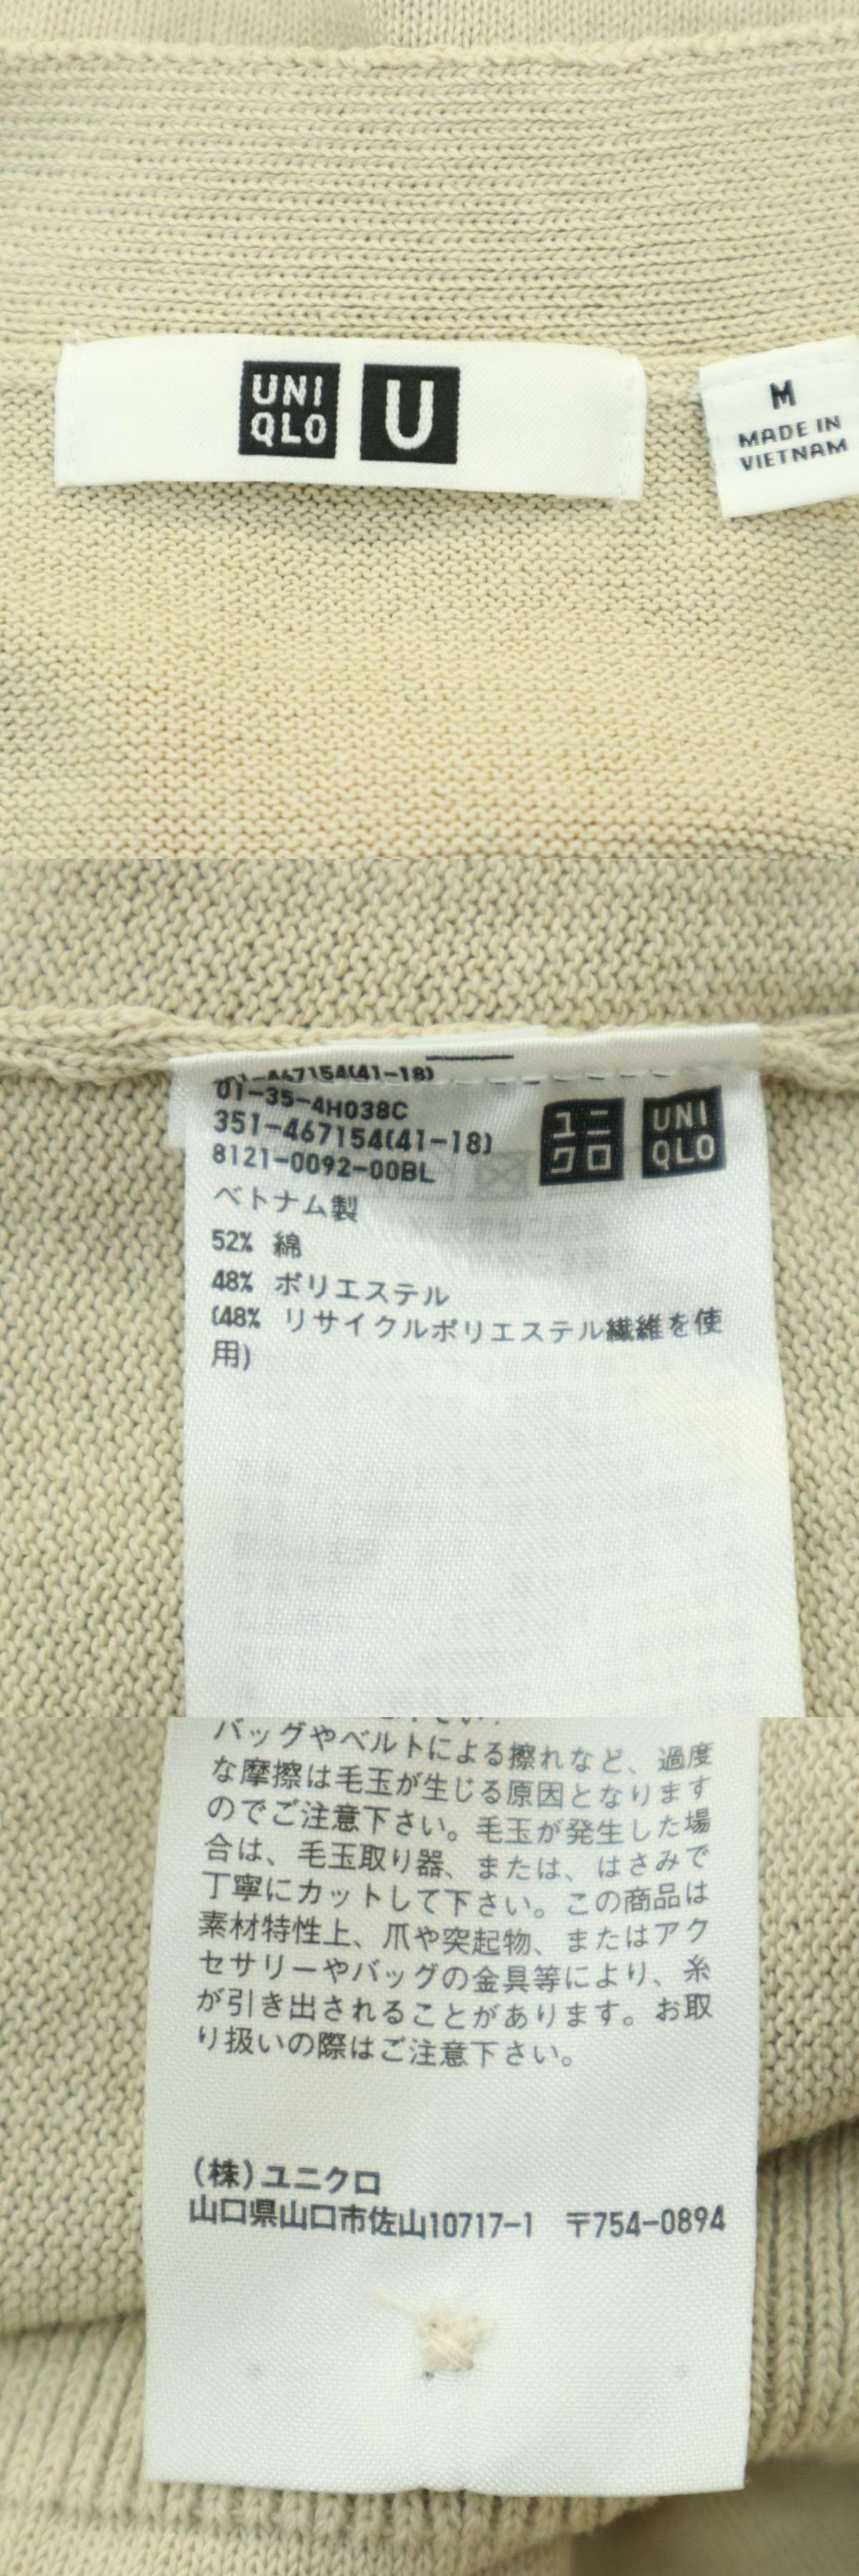 UNI
QLO
U
M
MADE IN
VIETNAM
467154(41-18)
01-35-4H038C
351-467154(41-18)
8121-0092-00BL
ユニ
クロ
UNI
QLO
ベトナム製
52% 綿
48% ポリエステル
(48% リサイクルポリエステル繊維を使
用)
バッグやベルトによる擦れなど、過度
な摩擦は毛玉が生じる原因となります
のでご注意下さい。毛玉が発生した場
合は、毛玉取り器、または、はさみで
丁寧にカットして下さい。この商品は
素材特性上、爪や突起物、またはアク
セサリーやバッグの金具等により、糸
が引き出されることがあります。お取
り扱いの際はご注意下さい。
(株)ユニクロ
山口県山口市佐山10717-1 〒754-0894